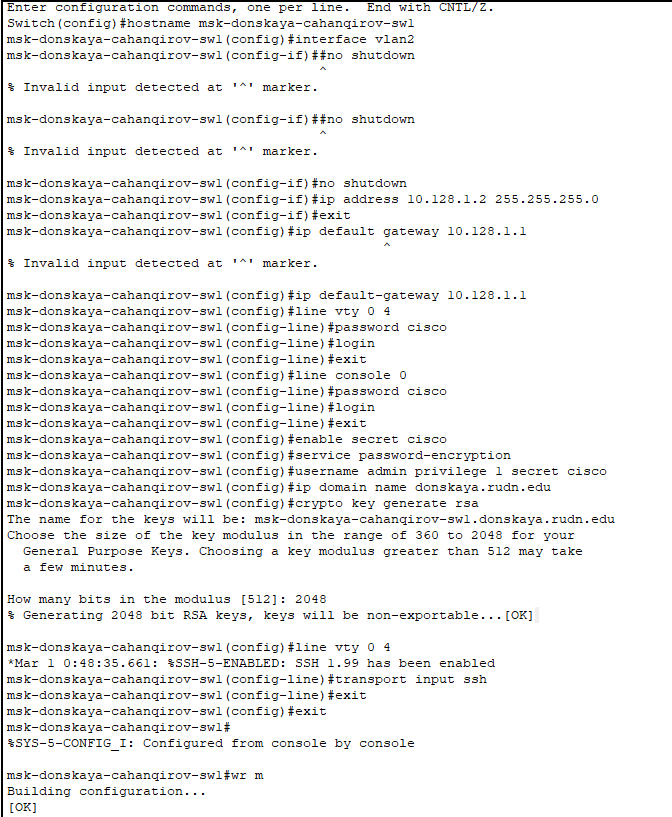 Enter configuration commands, one per line.  End with CNTL/Z.
Switch(config)#hostname msk-donskaya-cahanqirov-sw1
msk-donskaya-cahanqirov-sw1(config)#interface vlan2
msk-donskaya-cahanqirov-sw1(config-if)##no shutdown
^
% Invalid input detected at '^' marker.
msk-donskaya-cahanqirov-sw1(config-if)##no shutdown
^
% Invalid input detected at '^' marker.
msk-donskaya-cahanqirov-sw1(config-if)#no shutdown
msk-donskaya-cahanqirov-sw1(config-if)#ip address 10.128.1.2 255.255.255.0
msk-donskaya-cahanqirov-sw1(config-if)#exit
msk-donskaya-cahanqirov-sw1(config)#ip default gateway 10.128.1.1
^
% Invalid input detected at '^' marker.
msk-donskaya-cahanqirov-sw1(config)#ip default-gateway 10.128.1.1
msk-donskaya-cahanqirov-sw1(config)#line vty 0 4
msk-donskaya-cahanqirov-sw1(config-line)#password cisco
msk-donskaya-cahanqirov-sw1(config-line)#login
msk-donskaya-cahanqirov-sw1(config-line)#exit
msk-donskaya-cahanqirov-sw1(config)#line console 0
msk-donskaya-cahanqirov-sw1(config-line)#password cisco
msk-donskaya-cahanqirov-sw1(config-line)#login
msk-donskaya-cahanqirov-sw1(config-line)#exit
msk-donskaya-cahanqirov-sw1(config)#enable secret cisco
msk-donskaya-cahanqirov-sw1(config)#service password-encryption
msk-donskaya-cahanqirov-sw1(config)#username admin privilege 1 secret cisco
msk-donskaya-cahanqirov-sw1(config)#ip domain name donskaya.rudn.edu
msk-donskaya-cahanqirov-sw1(config)#crypto key generate rsa
The name for the keys will be: msk-donskaya-cahanqirov-sw1.donskaya.rudn.edu
Choose the size of the key modulus in the range of 360 to 2048 for your
General Purpose Keys. Choosing a key modulus greater than 512 may take
a few minutes.
How many bits in the modulus [512]: 2048
% Generating 2048 bit RSA keys, keys will be non-exportable...[OK]
msk-donskaya-cahanqirov-sw1(config)#line vty 0 4
*Mar 1 0:48:35.661: %SSH-5-ENABLED: SSH 1.99 has been enabled
msk-donskaya-cahanqirov-sw1(config-line)#transport input ssh
msk-donskaya-cahanqirov-sw1(config-line)#exit
msk-donskaya-cahanqirov-sw1(config)#exit
msk-donskaya-cahanqirov-sw1#
%SYS-5-CONFIG_I: Configured from console by console
msk-donskaya-cahanqirov-sw1#wr m
Building configuration...
[OK]